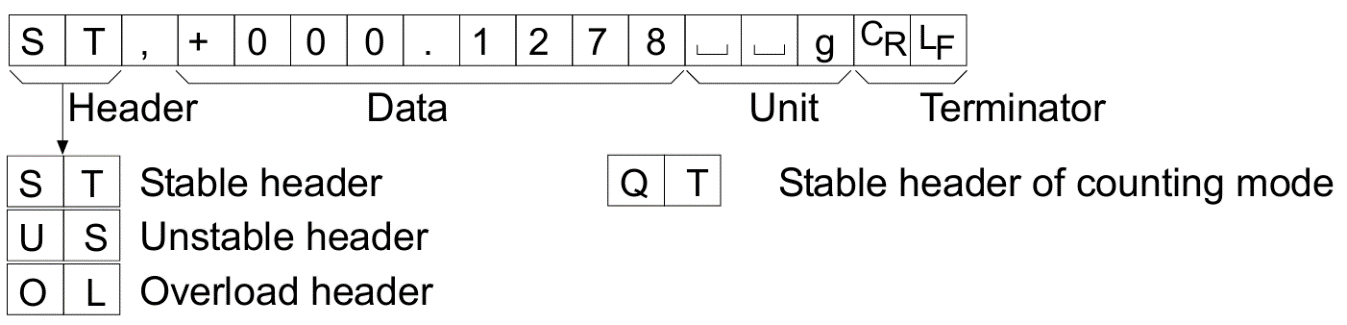 S T , + 0 0 0 . 1 2 7 8 ␣ ␣ g CR LF
Header Data Unit Terminator
S T Stable header Q T Stable header of counting mode
U S Unstable header
O L Overload header